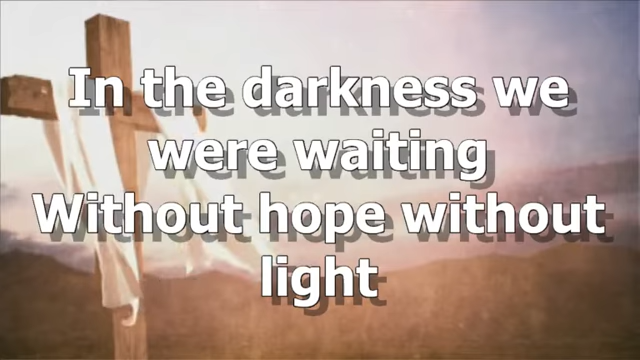 In the darkness we
were waiting
Without hope without
light